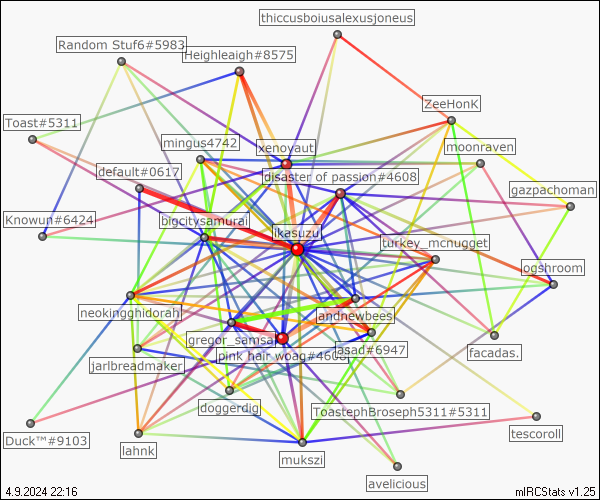 thiccusboiusalexusjoneus
Random Stuf6#5983
Heighleaigh#8575
ZeeHonK
Toast#5311
mingus4742
xenoyaut
moonraven
default#0617
disaster of passion#4608
gazpachoman
Knowun#6424
bigcitysamurai
ikasuzu
turkey_mcnugget
ogshroom
neokingghidorah
andnewbees
gregor_samsa
pink hair woag#4608
asad#6947
facadas.
jarlbreadmaker
doggerdig
ToastephBroseph5311#5311
Duck™#9103
lahnk
mukszi
tescoroll
avelicious
4.9.2024 22:16
mIRCStats v1.25